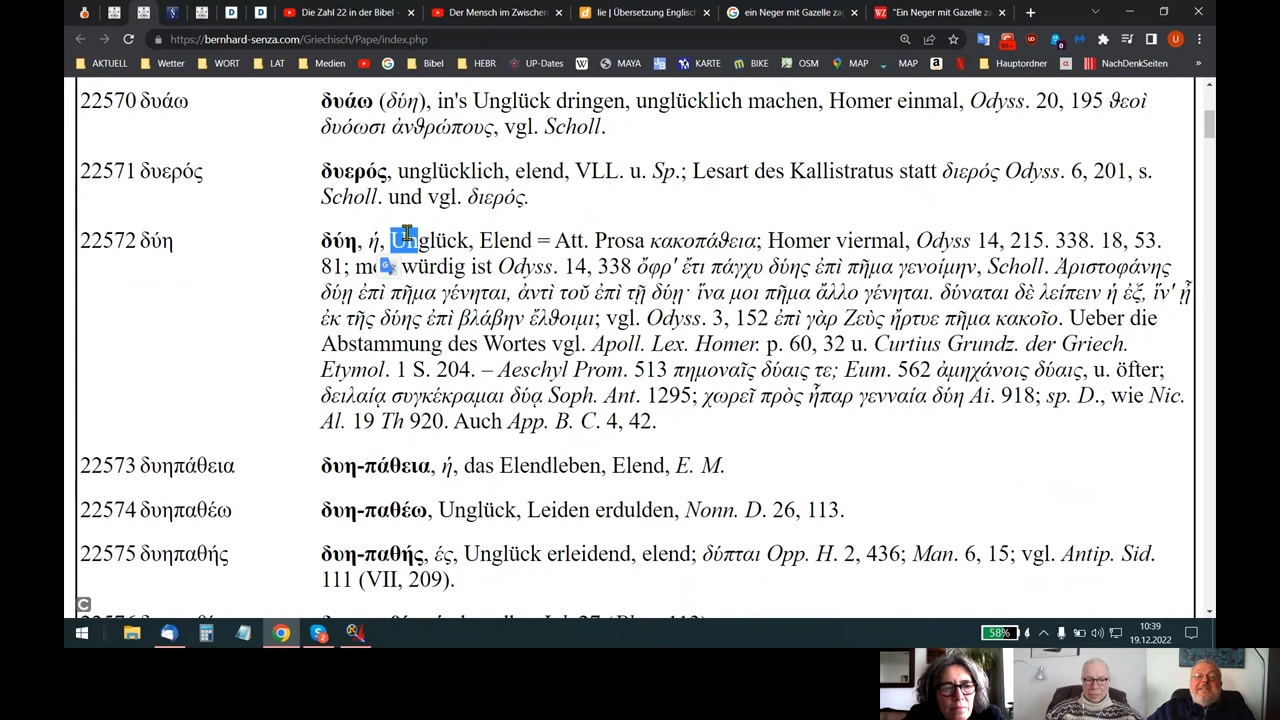 Die Zahl 22 in der Bibel -
Der Mensch im Zwischen
lie | Übersetzung Englisc
ein Neger mit Gazelle za
"Ein Neger mit Gazelle za
https://bernhard-senza.com/Griechisch/Pape/index.php
AKTUELL Wetter WORT LAT Medien Bibel HEBR UP-Dates MAYA KARTE BIKE OSM MAP MAP Hauptordner NachDenkSeiten
22570 δυάω δυάω (δύη), in's Unglück dringen, unglücklich machen, Homer einmal, Odyss. 20, 195 ϑεοὶ
δυόωσι ἀνϑρώπους, vgl. Scholl.
22571 δυερός δυερός, unglücklich, elend, VLL. u. Sp.; Lesart des Kallistratus statt διερός Odyss. 6, 201, s.
Scholl. und vgl. διερός.
22572 δύη δύη, ἡ, Unglück, Elend = Att. Prosa κακοπάϑεια; Homer viermal, Odyss 14, 215. 338. 18, 53.
81; würdig ist Odyss. 14, 338 ὄφρ' ἔτι πάγχυ δύης ἐπὶ πῆμα γενοίμην, Scholl. Ἀριστοφάνης
δύῃ ἐπὶ πῆμα γένηται, ἀντὶ τοῦ ἐπὶ τῇ δύῃ· ἵνα μοι πῆμα ἄλλο γένηται. δύναται δὲ λείπειν ἡ ἐξ, ἵν' ᾖ
ἐκ τῆς δύης ἐπὶ βλάβην ἔλϑοιμι; vgl. Odyss. 3, 152 ἐπὶ γὰρ Ζεὺς ἤρτυε πῆμα κακοῖο. Ueber die
Abstammung des Wortes vgl. Apoll. Lex. Homer. p. 60, 32 u. Curtius Grundz. der Griech.
Etymol. 1 S. 204. – Aeschyl Prom. 513 πημοναῖς δύαις τε; Eum. 562 ἀμηχάνοις δύαις, u. öfter;
δειλαίᾳ συγκέκραμαι δύᾳ Soph. Ant. 1295; χωρεῖ πρὸς ἧπαρ γενναία δύη Ai. 918; sp. D., wie Nic.
Al. 19 Th 920. Auch App. B. C. 4, 42.
22573 δυηπάϑεια δυη-πάϑεια, ἡ, das Elendleben, Elend, E. M.
22574 δυηπαϑέω δυη-παϑέω, Unglück, Leiden erdulden, Nonn. D. 26, 113.
22575 δυηπαϑής δυη-παϑής, ές, Unglück erleidend, elend; δύπται Opp. H. 2, 436; Man. 6, 15; vgl. Antip. Sid.
111 (VII, 209).
58%
10:39
19.12.2022